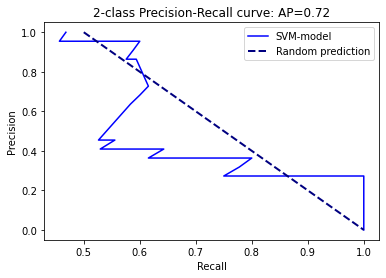 2-class Precision-Recall curve: AP=0.72
SVM-model
Random prediction
Precision
1.0
0.8
0.6
0.4
0.2
0.0
0.5 0.6 0.7 0.8 0.9 1.0
Recall